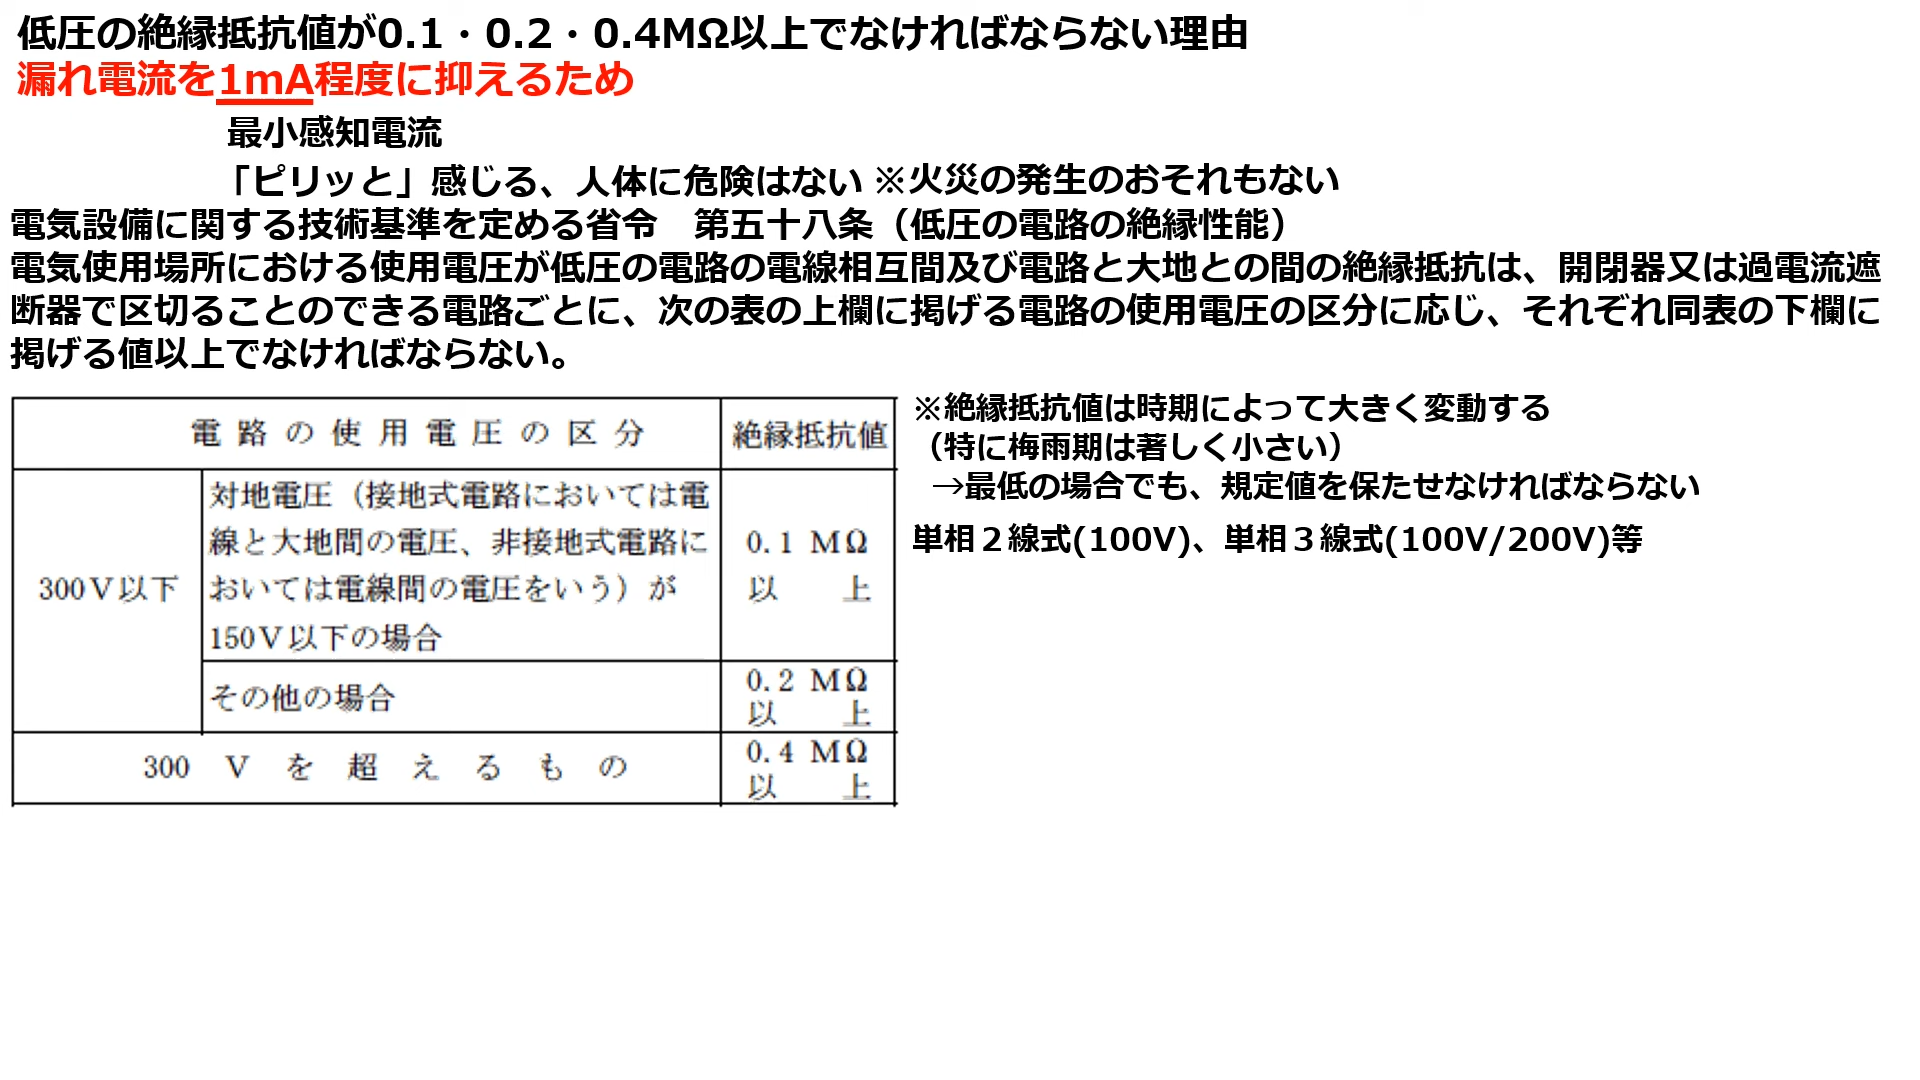 低圧の絶縁抵抗値が0.1・0.2・0.4MΩ以上でなければならない理由
漏れ電流を1mA程度に抑えるため
最小感知電流
「ピリッと」感じる、人体に危険はない ※火災の発生のおそれもない
電気設備に関する技術基準を定める省令　第五十八条（低圧の電路の絶縁性能）
電気使用場所における使用電圧が低圧の電路の電線相互間及び電路と大地との間の絶縁抵抗は、開閉器又は過電流遮
断器で区切ることのできる電路ごとに、次の表の上欄に掲げる電路の使用電圧の区分に応じ、それぞれ同表の下欄に
掲げる値以上でなければならない。
電路の使用電圧の区分 絶縁抵抗値
300V以下
対地電圧（接地式電路においては電
線と大地間の電圧、非接地式電路に
おいては電線間の電圧をいう）が
150V以下の場合
0.1 MΩ
以上
その他の場合
0.2 MΩ
以上
300Vを超えるもの
0.4 MΩ
以上
※絶縁抵抗値は時期によって大きく変動する
（特に梅雨期は著しく小さい）
→最低の場合でも、規定値を保たせなければならない
単相２線式(100V)、単相３線式(100V/200V)等